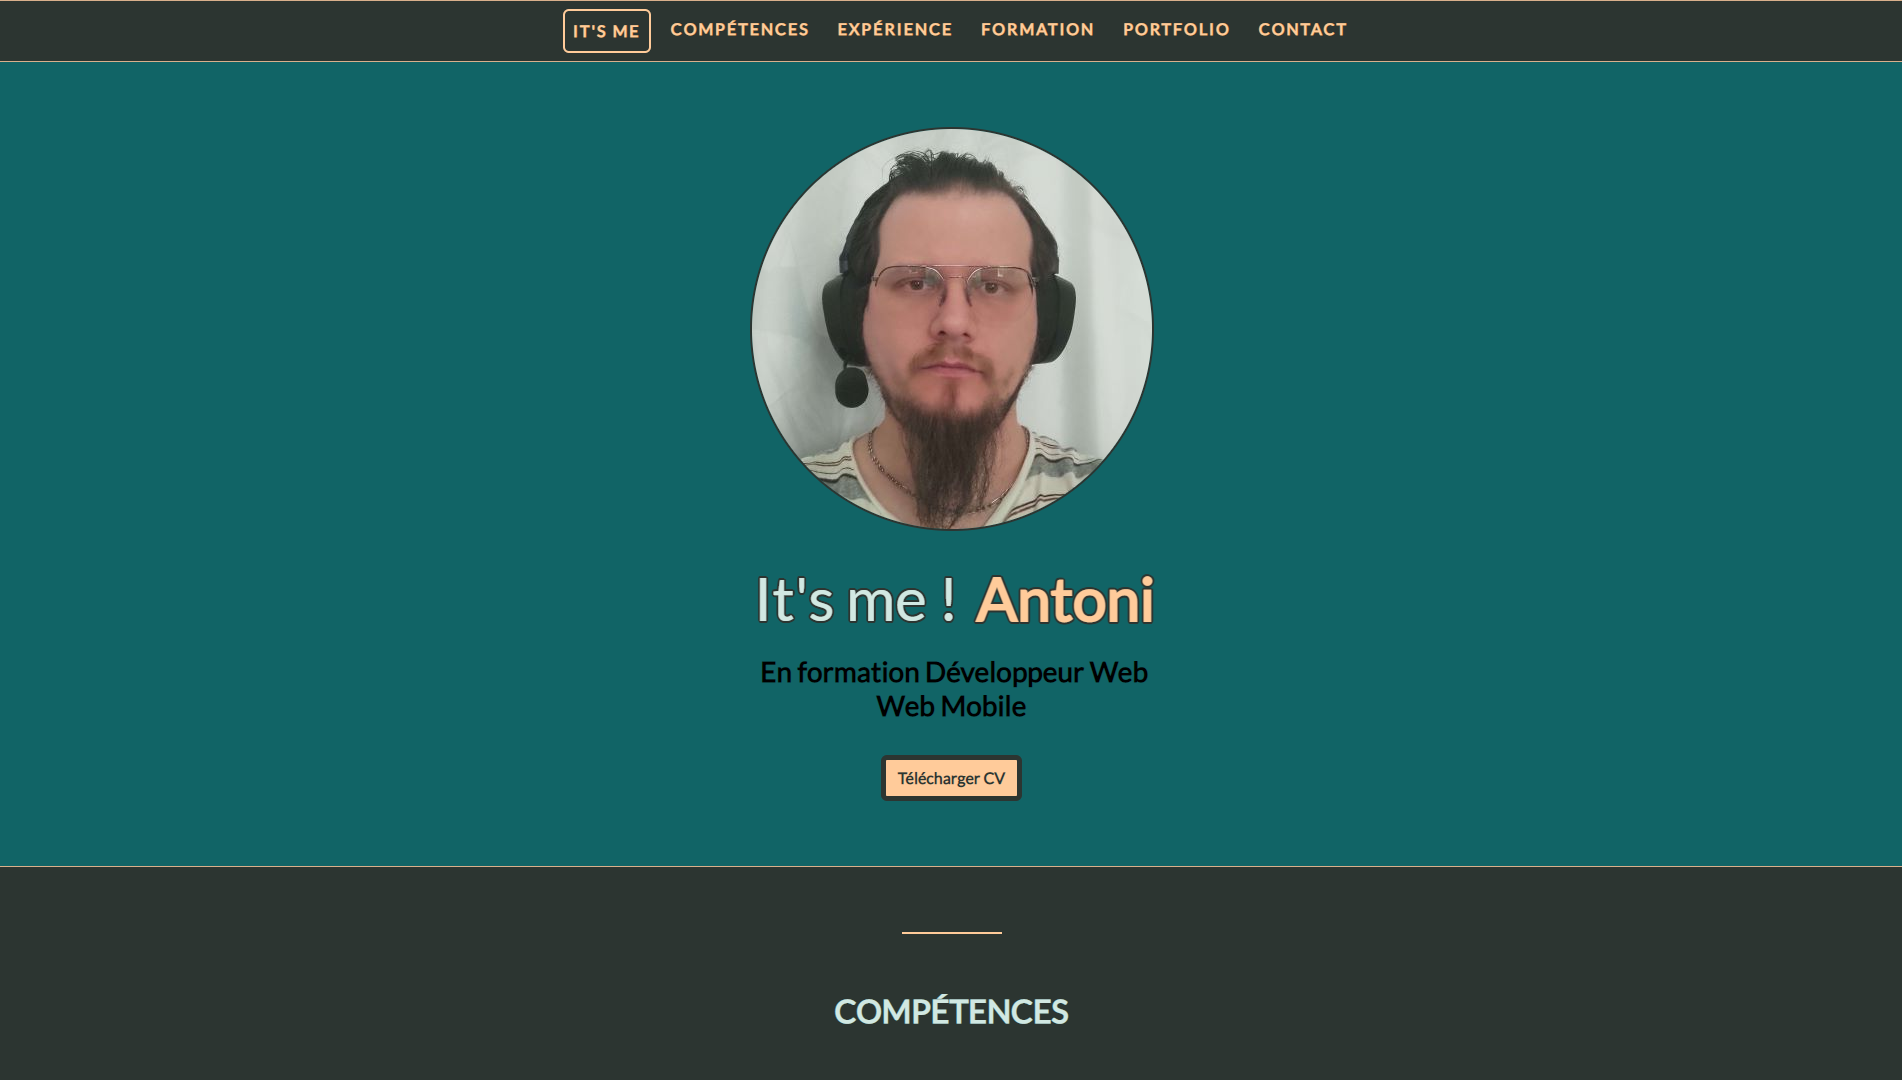 IT'S ME COMPÉTENCES EXPÉRIENCE FORMATION PORTFOLIO CONTACT
It's me ! Antoni
En formation Développeur Web
Web Mobile
Télécharger CV
COMPÉTENCES